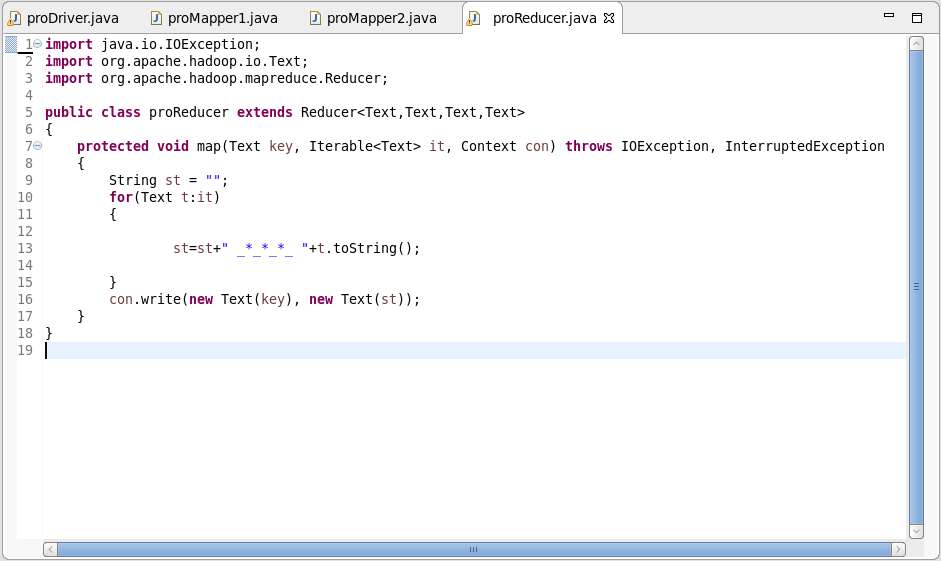 proDriver.java proMapper1.java proMapper2.java proReducer.java
1 import java.io.IOException;
2 import org.apache.hadoop.io.Text;
3 import org.apache.hadoop.mapreduce.Reducer;
4
5 public class proReducer extends Reducer<Text,Text,Text,Text>
6 {
7 protected void map(Text key, Iterable<Text> it, Context con) throws IOException, InterruptedException
8 {
9 String st = "";
10 for(Text t:it)
11 {
12
13 st=st+" _*_*_*_ "+t.toString();
14
15 }
16 con.write(new Text(key), new Text(st));
17 }
18 }
19